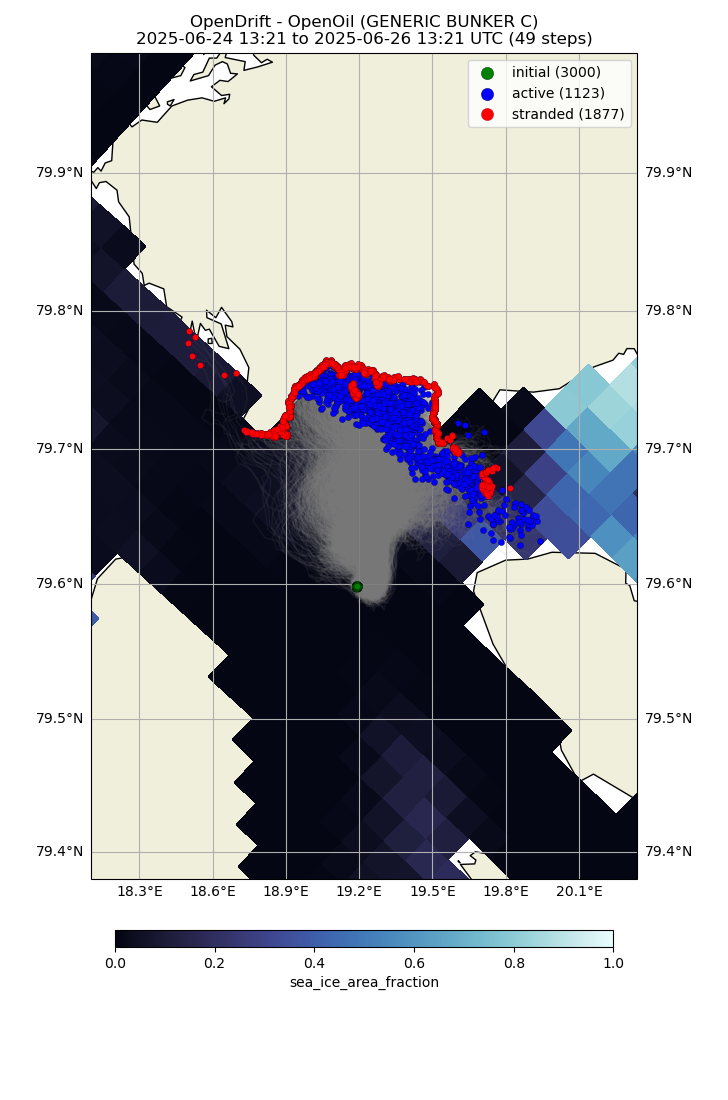 OpenDrift - OpenOil (GENERIC BUNKER C)
2025-06-24 13:21 to 2025-06-26 13:21 UTC (49 steps)
initial (3000)
active (1123)
stranded (1877)
79.9°N 79.9°N
79.8°N 79.8°N
79.7°N 79.7°N
79.6°N 79.6°N
79.5°N 79.5°N
79.4°N 79.4°N
18.3°E 18.6°E 18.9°E 19.2°E 19.5°E 19.8°E 20.1°E
0.0 0.2 0.4 0.6 0.8 1.0
sea_ice_area_fraction